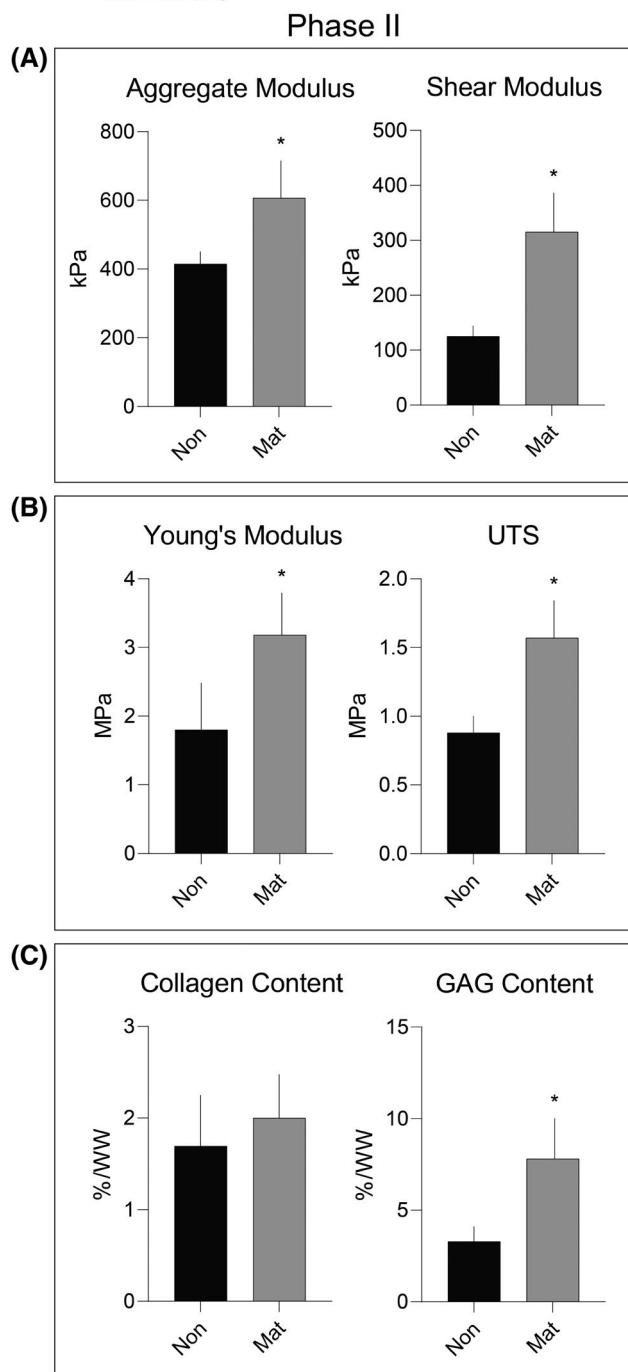 Phase II
(A)
Aggregate Modulus
800
600
400
200
0
kPa
*
Non
Mat
Shear Modulus
500
400
300
200
100
0
kPa
*
Non
Mat
(B)
Young's Modulus
4
3
2
1
0
MPa
*
Non
Mat
UTS
2.0
1.5
1.0
0.5
0.0
MPa
*
Non
Mat
(C)
Collagen Content
3
2
1
0
%/WW
Non
Mat
GAG Content
15
10
5
0
%/WW
*
Non
Mat